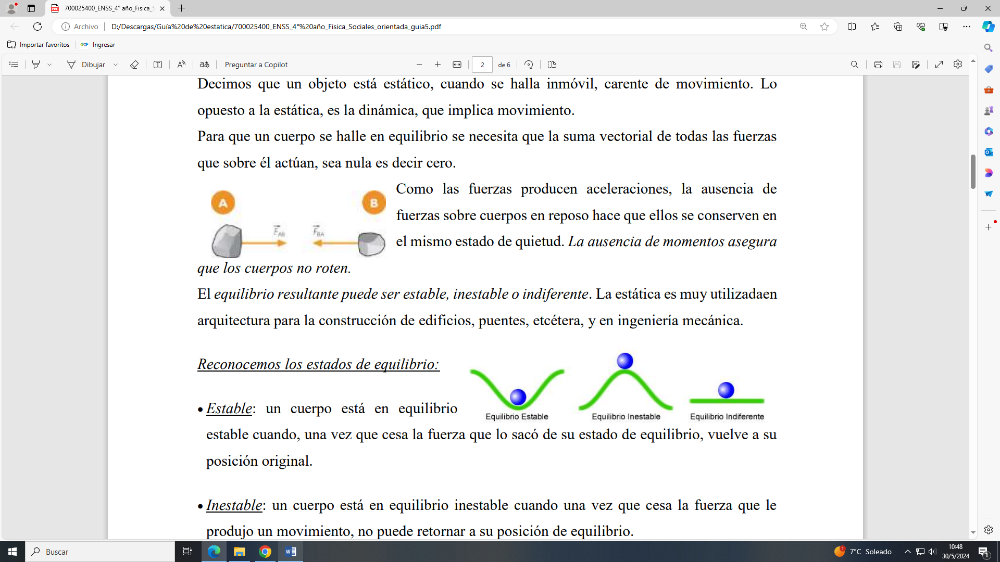 700025400_ENSS_4° año_Fisica_S
Archivo
D:/Descargas/Guía%20de%20estatica/700025400_ENSS_4°%20año_Fisica_Sociales_orientada_guia5.pdf
Importar favoritos
Ingresar
Dibujar
Preguntar a Copilot
2 de 6
Decimos que un objeto está estático, cuando se halla inmóvil, carente de movimiento. Lo
opuesto a la estática, es la dinámica, que implica movimiento.
Para que un cuerpo se halle en equilibrio se necesita que la suma vectorial de todas las fuerzas
que sobre él actúan, sea nula es decir cero.
A B
F_AB F_BA
Como las fuerzas producen aceleraciones, la ausencia de
fuerzas sobre cuerpos en reposo hace que ellos se conserven en
el mismo estado de quietud. La ausencia de momentos asegura
que los cuerpos no roten.
El equilibrio resultante puede ser estable, inestable o indiferente. La estática es muy utilizadaen
arquitectura para la construcción de edificios, puentes, etcétera, y en ingeniería mecánica.
Reconocemos los estados de equilibrio:
Equilibrio Estable Equilibrio Inestable Equilibrio Indiferente
• Estable: un cuerpo está en equilibrio
estable cuando, una vez que cesa la fuerza que lo sacó de su estado de equilibrio, vuelve a su
posición original.
• Inestable: un cuerpo está en equilibrio inestable cuando una vez que cesa la fuerza que le
produjo un movimiento, no puede retornar a su posición de equilibrio.
Buscar
7°C Soleado
10:48
30/5/2024